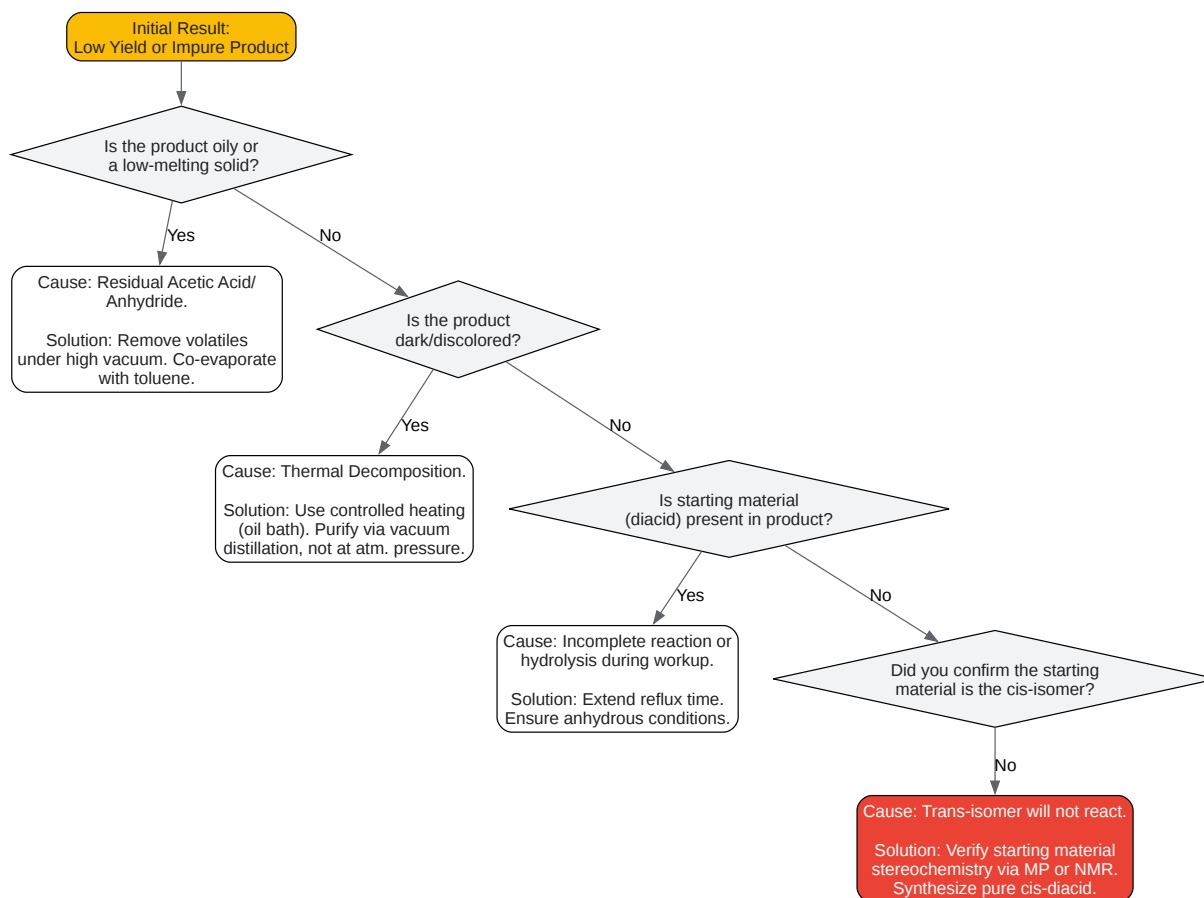 Initial Result:
Low Yield or Impure Product
Is the product oily or
a low-melting solid?
Yes
No
Cause: Residual Acetic Acid/
Anhydride.
Solution: Remove volatiles
under high vacuum. Co-evaporate
with toluene.
Is the product
dark/discolored?
Yes
No
Cause: Thermal Decomposition.
Solution: Use controlled heating
(oil bath). Purify via vacuum
distillation, not at atm. pressure.
Is starting material
(diacid) present in product?
Yes
No
Cause: Incomplete reaction or
hydrolysis during workup.
Solution: Extend reflux time.
Ensure anhydrous conditions.
Did you confirm the starting
material is the cis-isomer?
No
Cause: Trans-isomer will not react.
Solution: Verify starting material
stereochemistry via MP or NMR.
Synthesize pure cis-diacid.